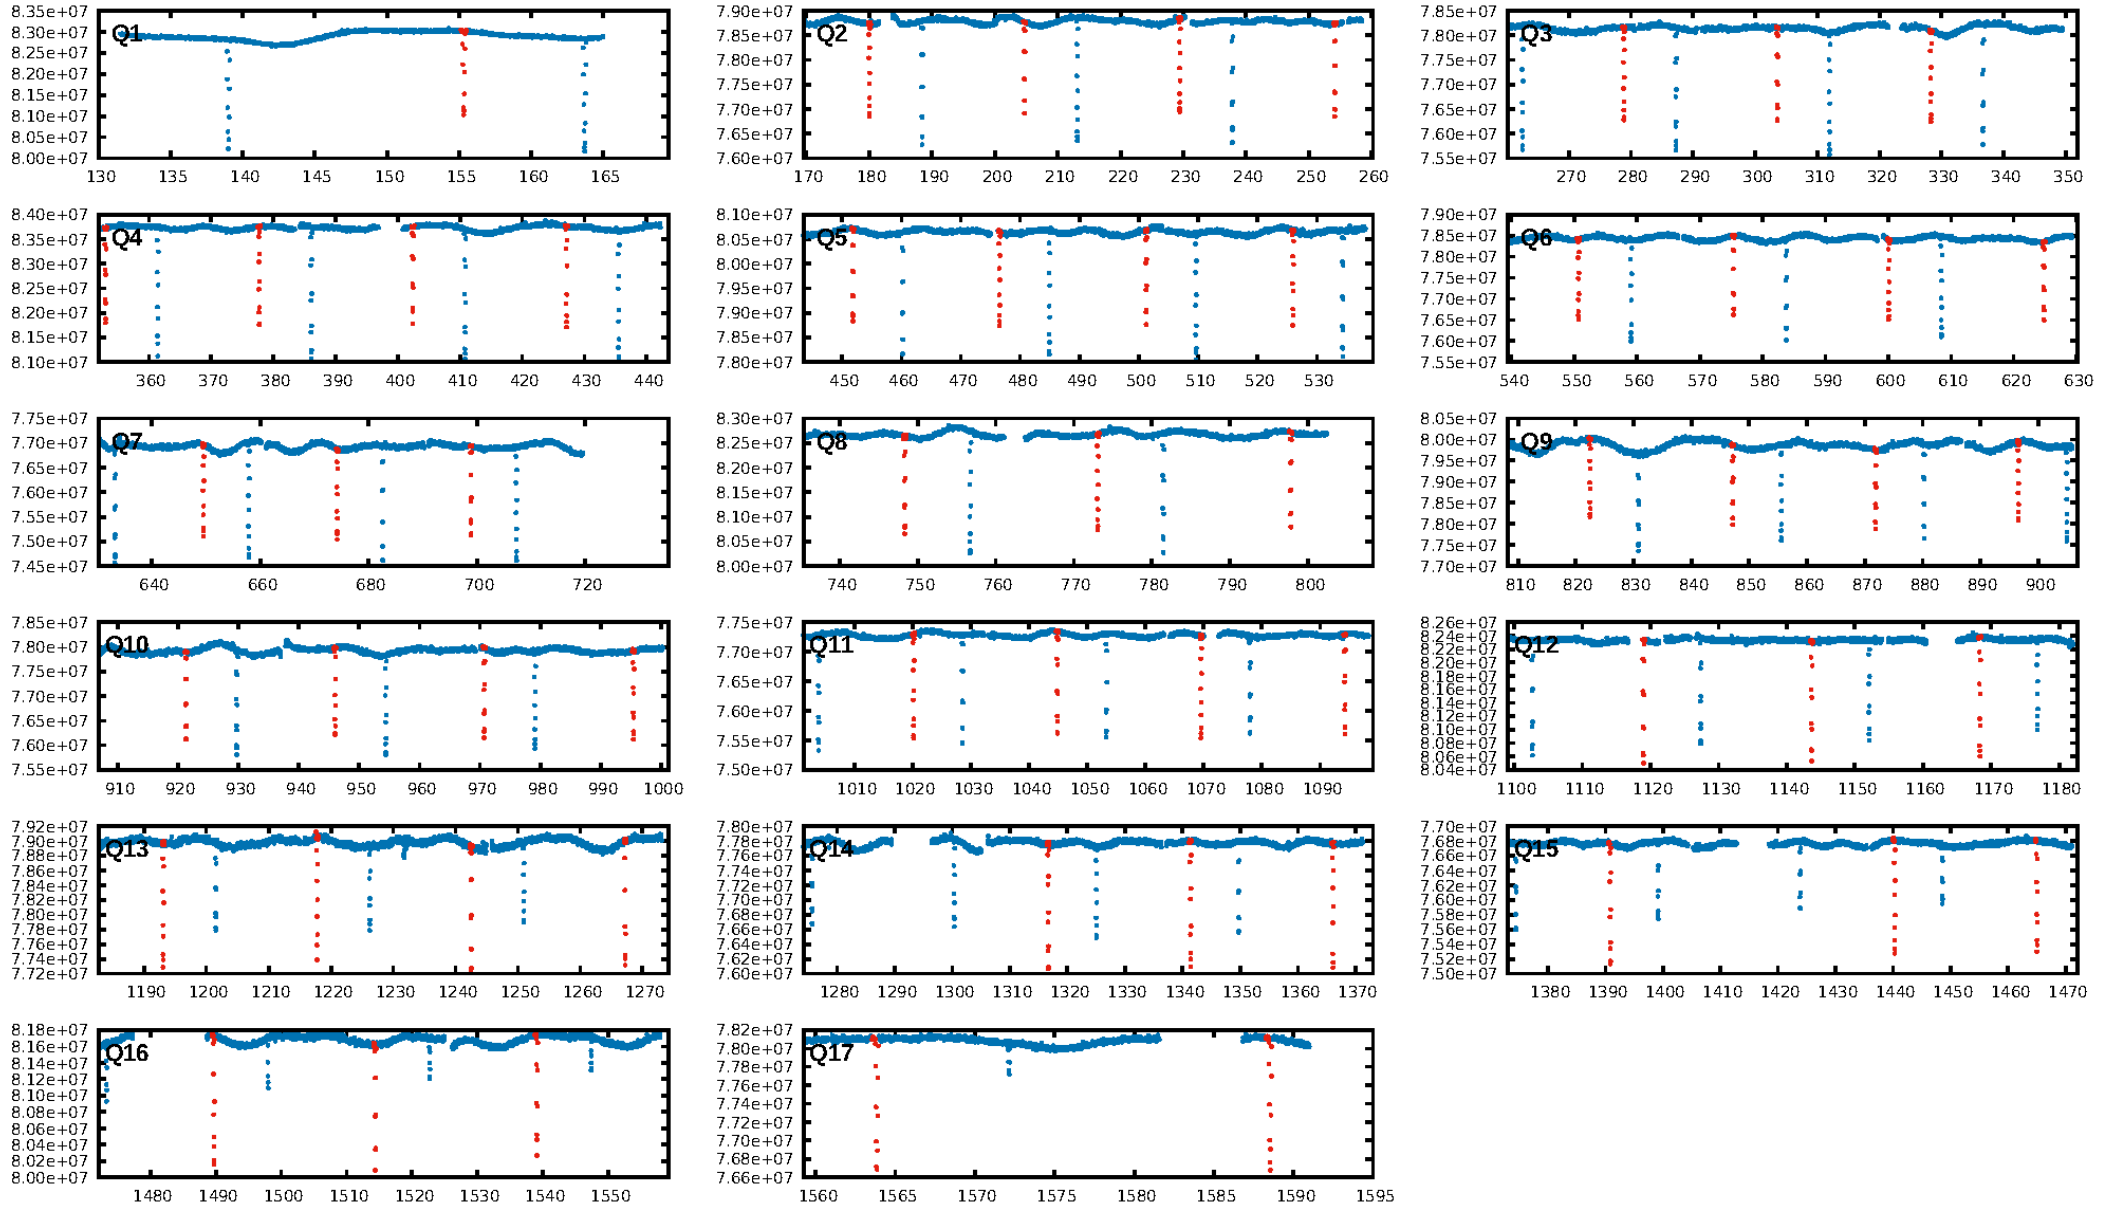 8.35e+07
8.30e+07
8.25e+07
8.20e+07
8.15e+07
8.10e+07
8.05e+07
8.00e+07
Q1
130 135 140 145 150 155 160 165
7.90e+07
7.85e+07
7.80e+07
7.75e+07
7.70e+07
7.65e+07
7.60e+07
Q2
170 180 190 200 210 220 230 240 250 260
7.85e+07
7.80e+07
7.75e+07
7.70e+07
7.65e+07
7.60e+07
7.55e+07
Q3
270 280 290 300 310 320 330 340 350
8.40e+07
8.35e+07
8.30e+07
8.25e+07
8.20e+07
8.15e+07
8.10e+07
Q4
360 370 380 390 400 410 420 430 440
8.10e+07
8.05e+07
8.00e+07
7.95e+07
7.90e+07
7.85e+07
7.80e+07
Q5
450 460 470 480 490 500 510 520 530
7.90e+07
7.85e+07
7.80e+07
7.75e+07
7.70e+07
7.65e+07
7.60e+07
7.55e+07
Q6
540 550 560 570 580 590 600 610 620 630
7.75e+07
7.70e+07
7.65e+07
7.60e+07
7.55e+07
7.50e+07
7.45e+07
Q7
640 660 680 700 720
8.30e+07
8.25e+07
8.20e+07
8.15e+07
8.10e+07
8.05e+07
8.00e+07
Q8
740 750 760 770 780 790 800
8.05e+07
8.00e+07
7.95e+07
7.90e+07
7.85e+07
7.80e+07
7.75e+07
7.70e+07
Q9
810 820 830 840 850 860 870 880 890 900
7.85e+07
7.80e+07
7.75e+07
7.70e+07
7.65e+07
7.60e+07
7.55e+07
Q10
910 920 930 940 950 960 970 980 990 1000
7.75e+07
7.70e+07
7.65e+07
7.60e+07
7.55e+07
7.50e+07
Q11
1010 1020 1030 1040 1050 1060 1070 1080 1090
8.26e+07
8.24e+07
8.22e+07
8.20e+07
8.18e+07
8.16e+07
8.14e+07
8.12e+07
8.10e+07
8.08e+07
8.06e+07
8.04e+07
Q12
1100 1110 1120 1130 1140 1150 1160 1170 1180
7.92e+07
7.90e+07
7.88e+07
7.86e+07
7.84e+07
7.82e+07
7.80e+07
7.78e+07
7.76e+07
7.74e+07
7.72e+07
Q13
1190 1200 1210 1220 1230 1240 1250 1260 1270
7.80e+07
7.78e+07
7.76e+07
7.74e+07
7.72e+07
7.70e+07
7.68e+07
7.66e+07
7.64e+07
7.62e+07
7.60e+07
Q14
1280 1290 1300 1310 1320 1330 1340 1350 1360 1370
7.70e+07
7.68e+07
7.66e+07
7.64e+07
7.62e+07
7.60e+07
7.58e+07
7.56e+07
7.54e+07
7.52e+07
7.50e+07
Q15
1380 1390 1400 1410 1420 1430 1440 1450 1460 1470
8.18e+07
8.16e+07
8.14e+07
8.12e+07
8.10e+07
8.08e+07
8.06e+07
8.04e+07
8.02e+07
8.00e+07
Q16
1480 1490 1500 1510 1520 1530 1540 1550
7.82e+07
7.80e+07
7.78e+07
7.76e+07
7.74e+07
7.72e+07
7.70e+07
7.68e+07
7.66e+07
Q17
1560 1565 1570 1575 1580 1585 1590 1595